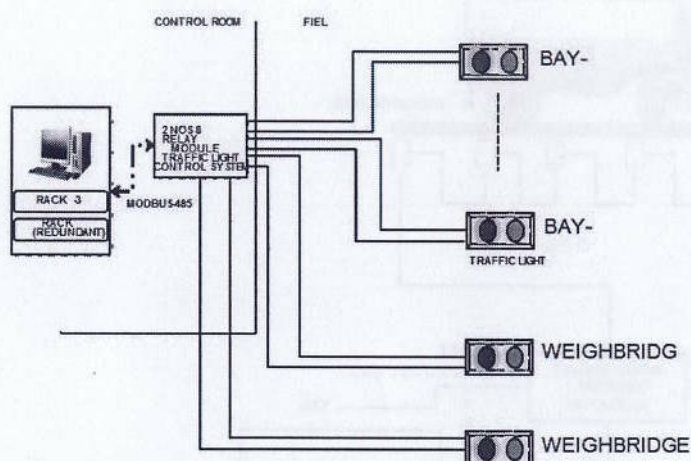 CONTROL ROOM
FIEL
BAY-
2 NOS 8
RELAY
MODULE
TRAFFIC LIGHT
CONTROL SYSTEM
RACK 3
MODBUS485
RACK
(REDUNDANT)
BAY-
TRAFFIC LIGHT
WEIGHBRIDG
WEIGHBRIDGE